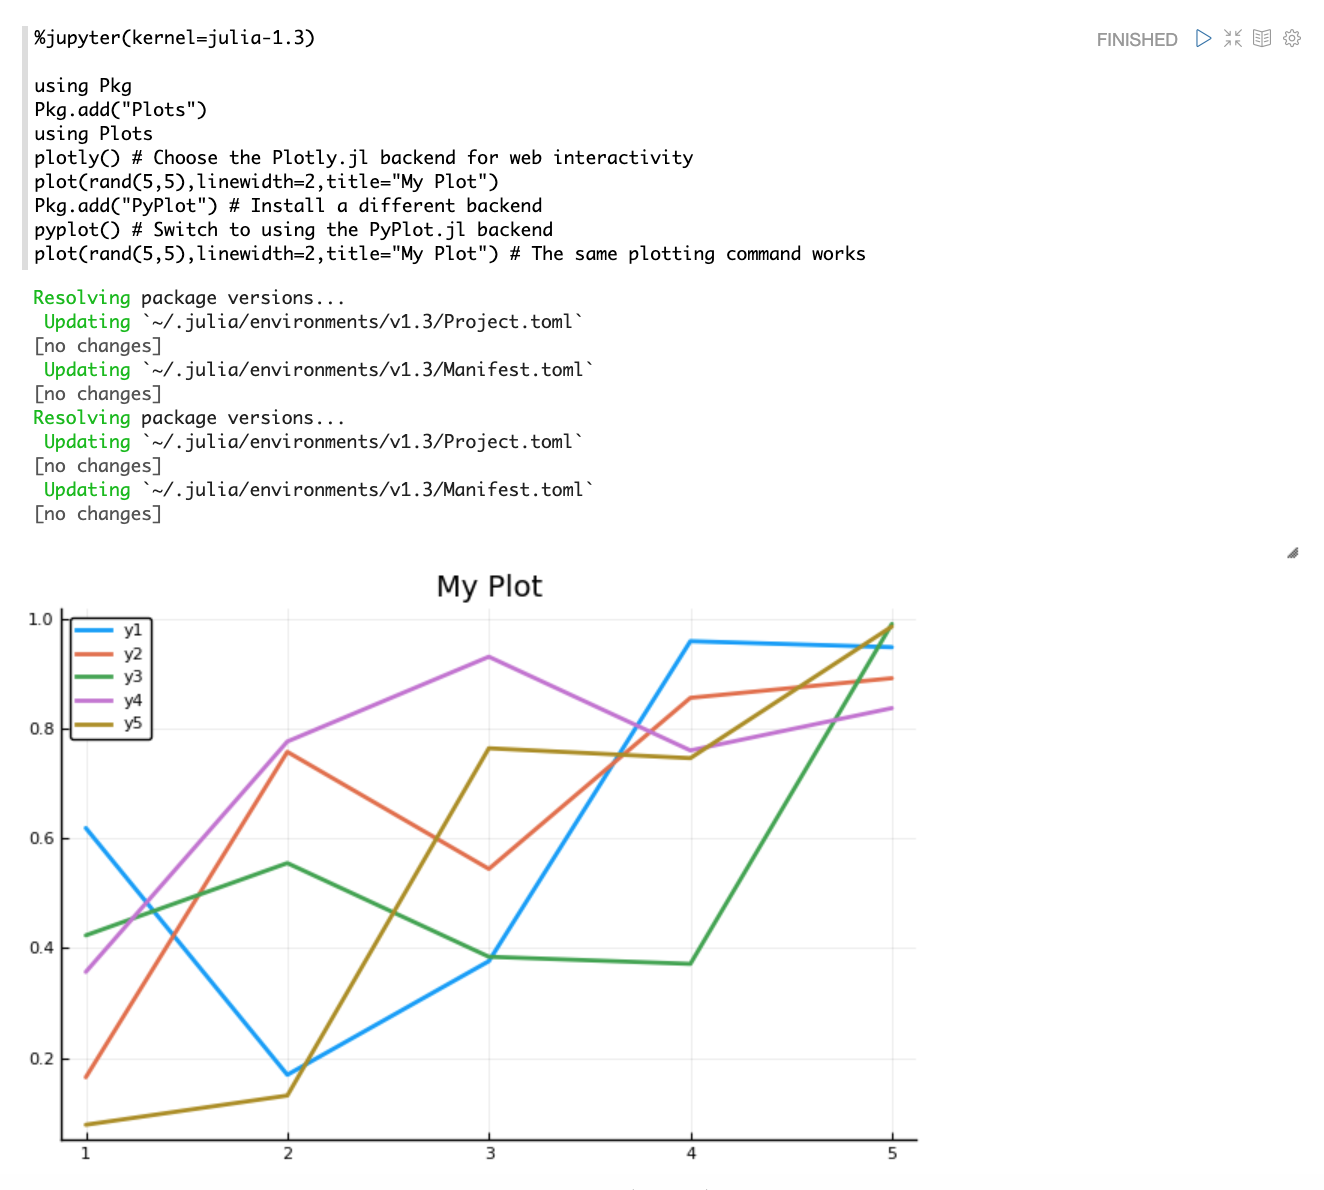 %jupyter(kernel=julia-1.3)
FINISHED
using Pkg
Pkg.add("Plots")
using Plots
plotly() # Choose the Plotly.jl backend for web interactivity
plot(rand(5,5),linewidth=2,title="My Plot")
Pkg.add("PyPlot") # Install a different backend
pyplot() # Switch to using the PyPlot.jl backend
plot(rand(5,5),linewidth=2,title="My Plot") # The same plotting command works
Resolving package versions...
Updating `~/.julia/environments/v1.3/Project.toml`
[no changes]
Updating `~/.julia/environments/v1.3/Manifest.toml`
[no changes]
Resolving package versions...
Updating `~/.julia/environments/v1.3/Project.toml`
[no changes]
Updating `~/.julia/environments/v1.3/Manifest.toml`
[no changes]
My Plot
1.0
y1
y2
y3
y4
y5
0.8
0.6
0.4
0.2
1 2 3 4 5